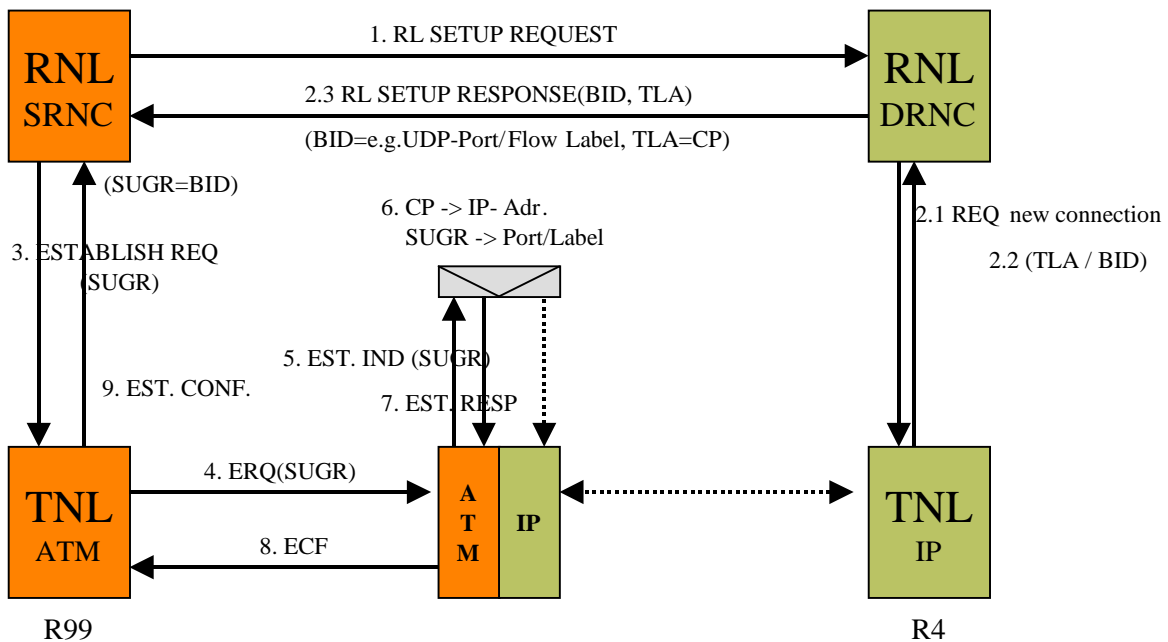 1. RL SETUP REQUEST
RNL
SRNC
RNL
DRNC
2.3 RL SETUP RESPONSE(BID, TLA)
(BID=e.g.UDP-Port/Flow Label, TLA=CP)
(SUGR=BID)
6. CP -> IP- Adr.
SUGR -> Port/Label
2.1 REQ new connection
2.2 (TLA / BID)
3. ESTABLISH REQ
(SUGR)
5. EST. IND (SUGR)
9. EST. CONF.
7. EST. RESP
4. ERQ(SUGR)
TNL
ATM
A
T
M
IP
TNL
IP
8. ECF
R99
R4